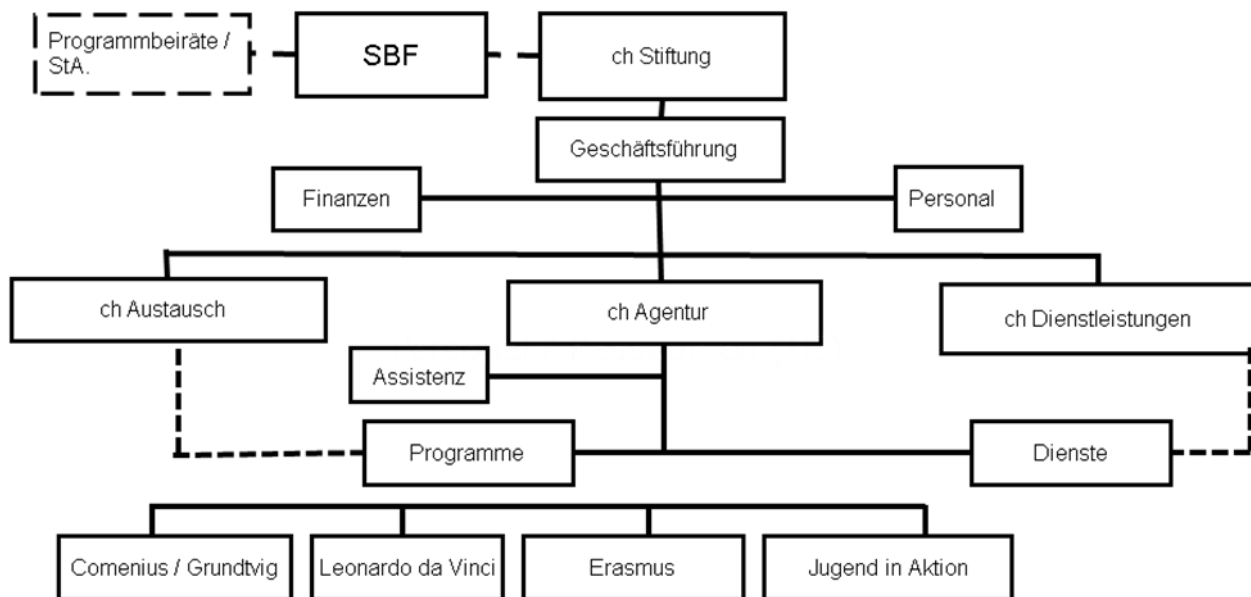 Programmbeiräte /
StA.
SBF
ch Stiftung
Geschäftsführung
Finanzen
Personal
ch Austausch
ch Agentur
ch Dienstleistungen
Assistenz
Programme
Dienste
Comenius / Grundtvig
Leonardo da Vinci
Erasmus
Jugend in Aktion